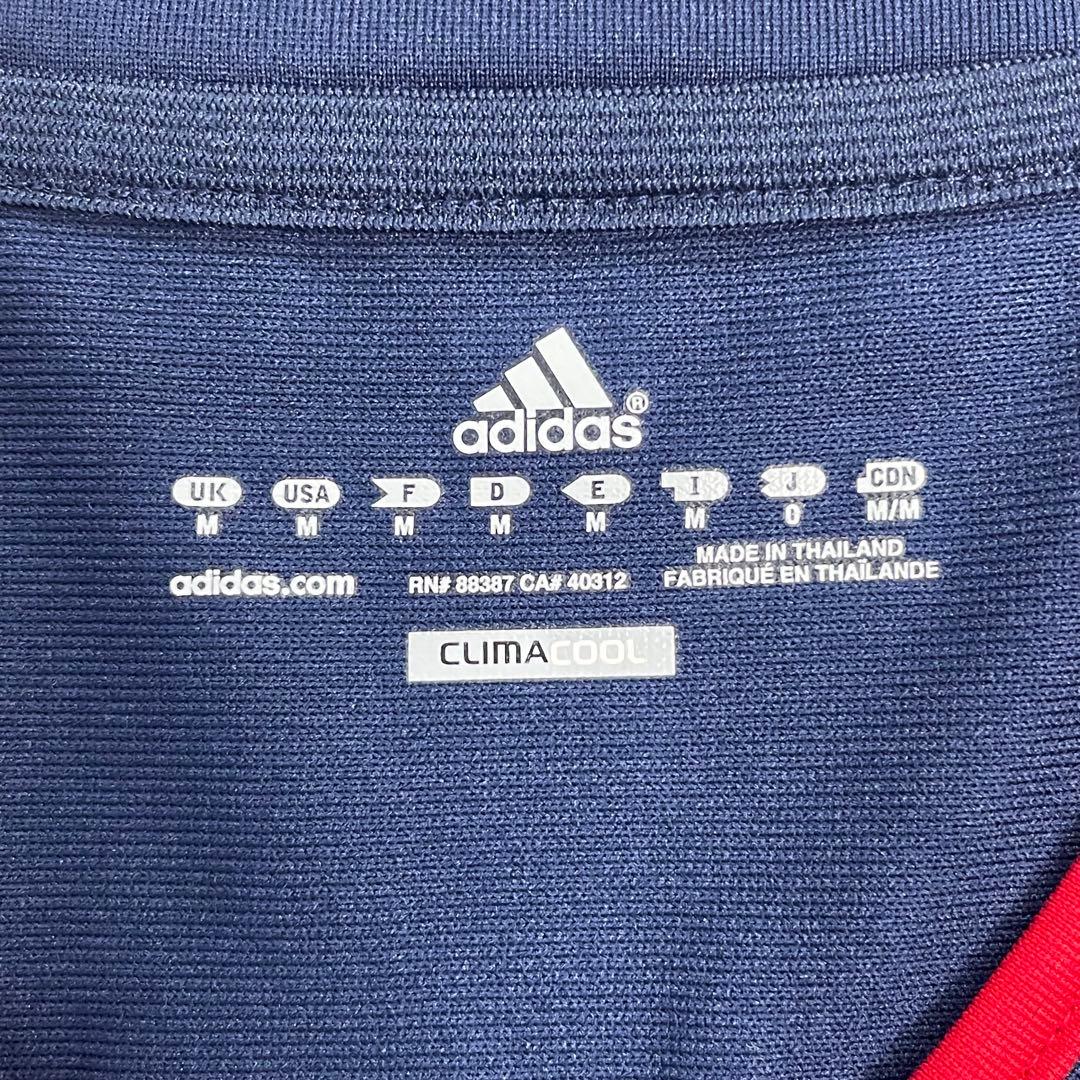 adidas®
UK USA F D E I J CDN
M M M M M M O M/M
adidas.com RN# 88387 CA# 40312 MADE IN THAILAND
FABRIQUÉ EN THAÏLANDE
CLIMACOOL